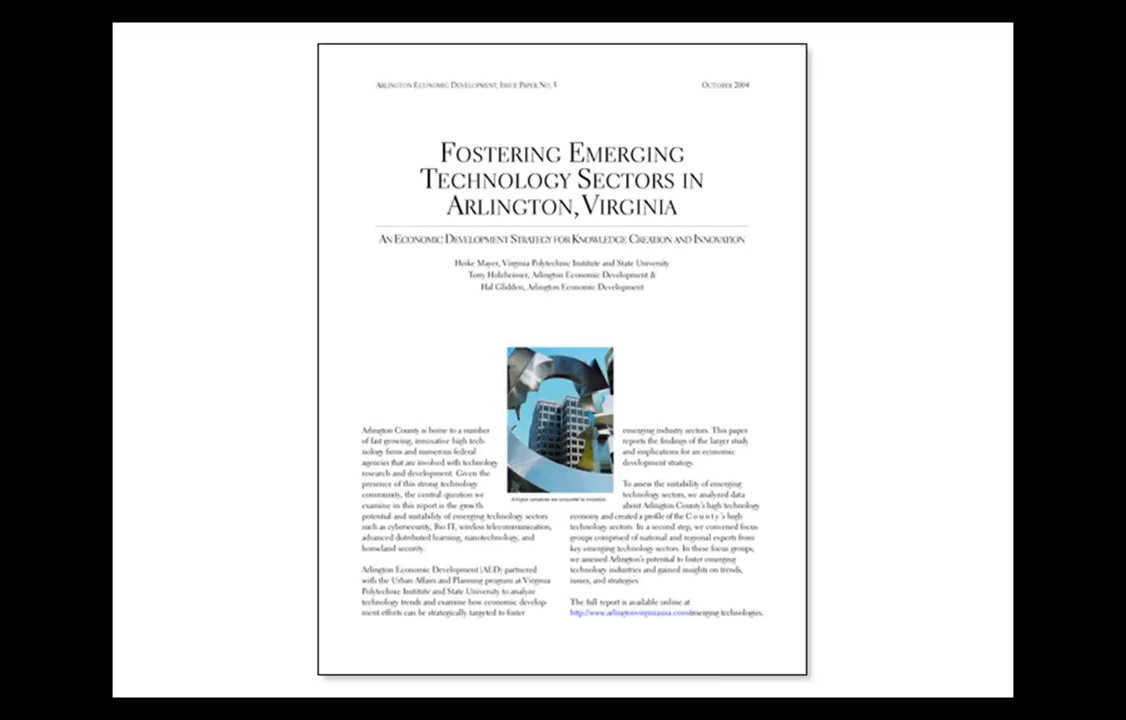 ARLINGTON ECONOMIC DEVELOPMENT, ISSUE PAPER NO. 5
OCTOBER 2004
FOSTERING EMERGING
TECHNOLOGY SECTORS IN
ARLINGTON, VIRGINIA
AN ECONOMIC DEVELOPMENT STRATEGY FOR KNOWLEDGE CREATION AND INNOVATION
Heike Mayer, Virginia Polytechnic Institute and State University
Terry Holzheimer, Arlington Economic Development &
Hal Glidden, Arlington Economic Development
Arlington County is home to a number
of fast growing, innovative high tech-
nology firms and numerous federal
agencies that are involved with technology
research and development. Given the
presence of this strong technology
community, the central question we
examine in this report is the growth
potential and suitability of emerging technology sectors
such as cybersecurity, Bio IT, wireless telecommunication,
advanced distributed learning, nanotechnology, and
homeland security.
Arlington Economic Development (AED) partnered
with the Urban Affairs and Planning program at Virginia
Polytechnic Institute and State University to analyze
technology trends and examine how economic develop-
ment efforts can be strategically targeted to foster
Arlington companies are surrounded by innovation.
emerging industry sectors. This paper
reports the findings of the larger study
and implications for an economic
development strategy.
To assess the suitability of emerging
technology sectors, we analyzed data
about Arlington County's high technology
economy and created a profile of the County's high
technology sectors. In a second step, we convened focus
groups comprised of national and regional experts from
key emerging technology sectors. In these focus groups,
we assessed Arlington's potential to foster emerging
technology industries and gained insights on trends,
issues, and strategies.
The full report is available online at
http://www.arlingtonvirginiausa.com/emerging technologies.